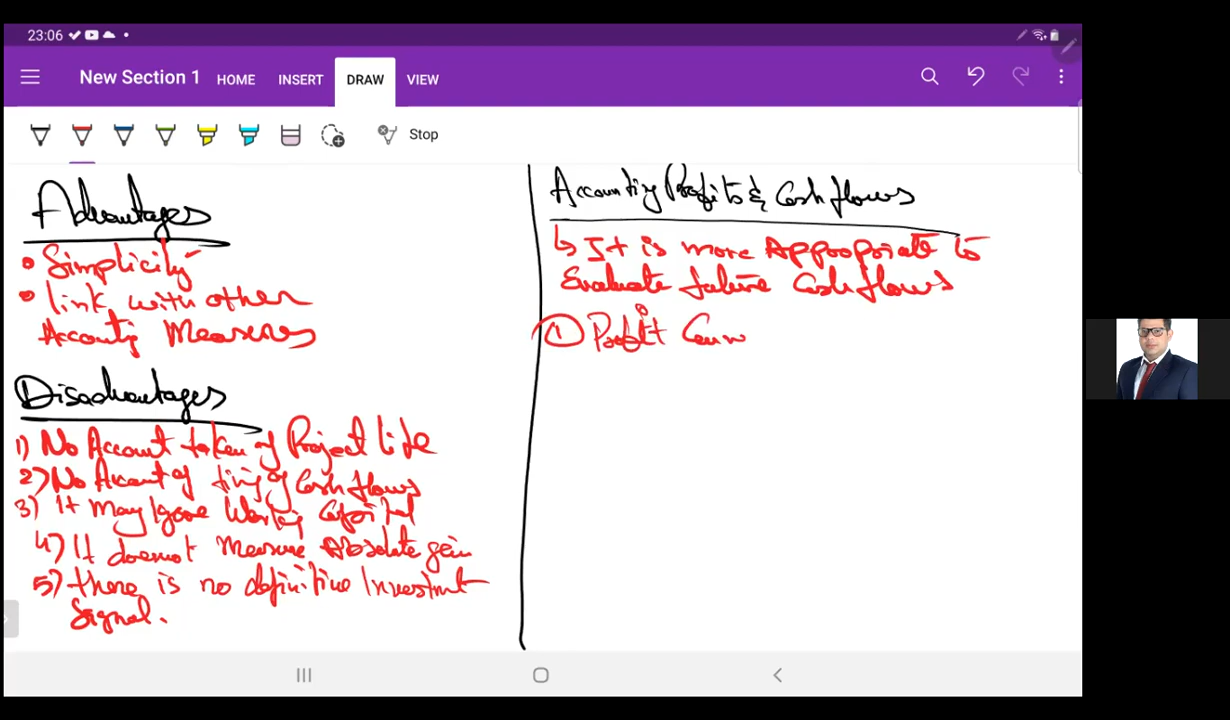 23:06
New Section 1 HOME INSERT DRAW VIEW
Stop
Advantages
• Simplicity
• link with other
Accounting Measures
Disadvantages
1) No Account taken of Project life
2) No Account of timing of Cash flows
3) It may Ignore Working Capital
4) It does not Measure Absolute gain
5) there is no definitive Investment
Signal.
Accounting Profits & Cash flows
↳ It is more Appropriate to
Evaluate future Cash flows
① Profit Cann